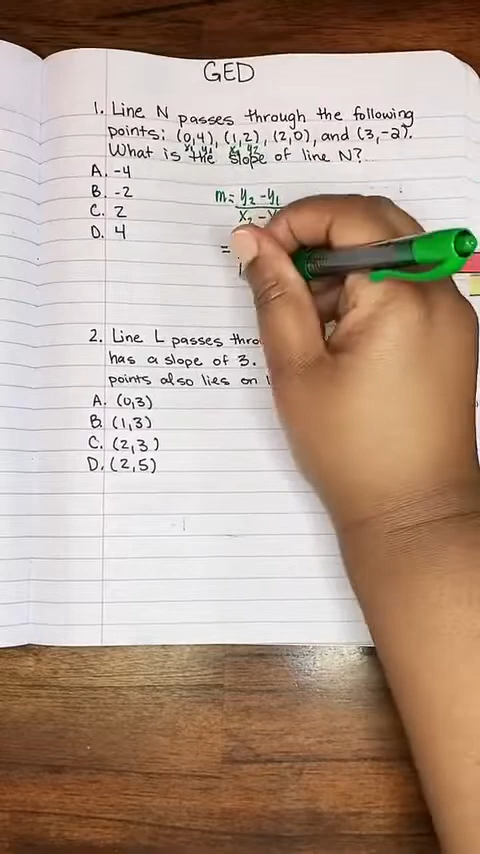 GED
1. Line N passes through the following
points: (0,4), (1,2), (2,0), and (3,-2).
x₁ y₁ x₂ y₂
What is the slope of line N?
A. -4
B. -2
C. 2
D. 4
m = y₂ - y₁
x₂ -
=
2. Line L passes
has a slope of 3.
points also lies on
A. (0,3)
B. (1,3)
C. (2,3)
D. (2,5)